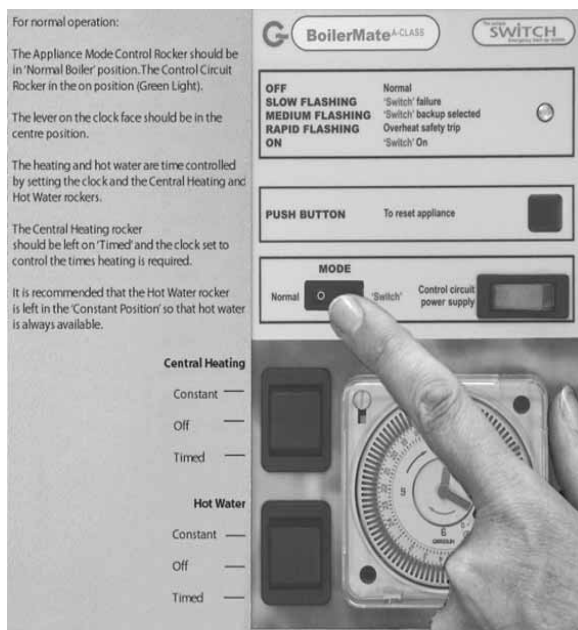 For normal operation:
The Appliance Mode Control Rocker should be
in 'Normal Boiler' position.The Control Circuit
Rocker in the on position (Green Light).
The lever on the clock face should be in the
centre position.
The heating and hot water are time controlled
by setting the clock and the Central Heating and
Hot Water rockers.
The Central Heating rocker
should be left on 'Timed' and the clock set to
control the times heating is required.
It is recommended that the Hot Water rocker
is left in the 'Constant Position' so that hot water
is always available.
Central Heating
Constant
Off
Timed
Hot Water
Constant
Off
Timed
G BoilerMate A-CLASS
SWITCH
OFF Normal
SLOW FLASHING 'Switch' failure
MEDIUM FLASHING 'Switch' backup selected
RAPID FLASHING Overheat safety trip
ON 'Switch' On
PUSH BUTTON To reset appliance
MODE
Normal 'Switch'
Control circuit
power supply
9
6